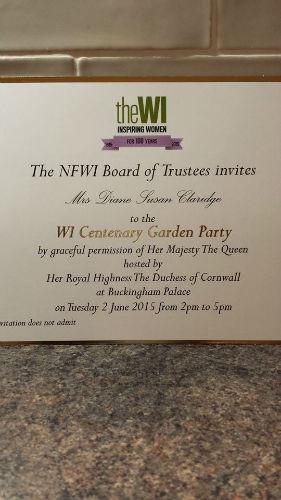 theWI
INSPIRING WOMEN
FOR 100 YEARS
The NFWI Board of Trustees invites
Mrs Diane Susan Claridge
to the
WI Centenary Garden Party
by graceful permission of Her Majesty The Queen
hosted by
Her Royal Highness The Duchess of Cornwall
at Buckingham Palace
on Tuesday 2 June 2015 from 2pm to 5pm
invitation does not admit